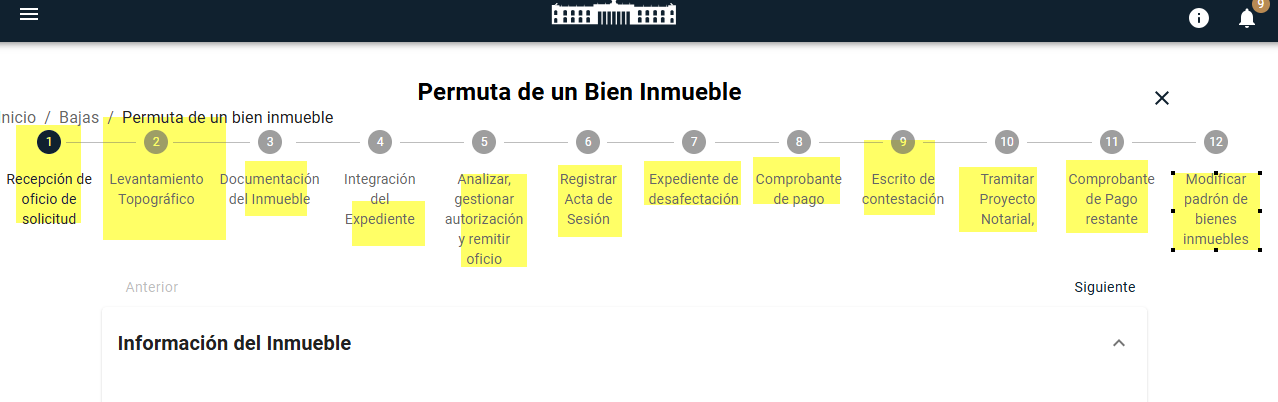 9
Permuta de un Bien Inmueble
nicio / Bajas / Permuta de un bien inmueble
1
2
3
4
5
6
7
8
9
10
11
12
Recepción de
oficio de
solicitud
Levantamiento
Topográfico
Documentación
del Inmueble
Integración
del
Expediente
Analizar,
gestionar
autorización
y remitir
oficio
Registrar
Acta de
Sesión
Expediente de
desafectación
Comprobante
de pago
Escrito de
contestación
Tramitar
Proyecto
Notarial,
Comprobante
de Pago
restante
Modificar
padrón de
bienes
inmuebles
Anterior
Siguiente
Información del Inmueble